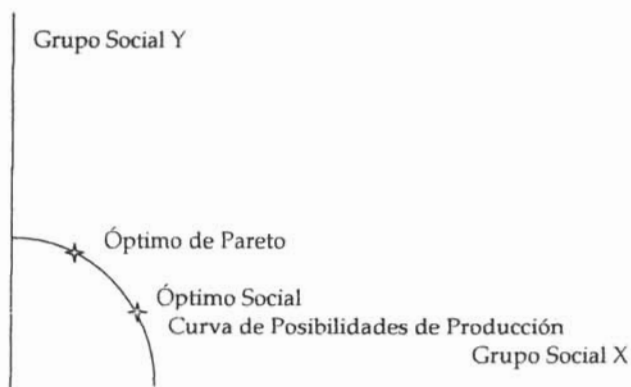 Grupo Social Y
Óptimo de Pareto
Óptimo Social
Curva de Posibilidades de Producción
Grupo Social X